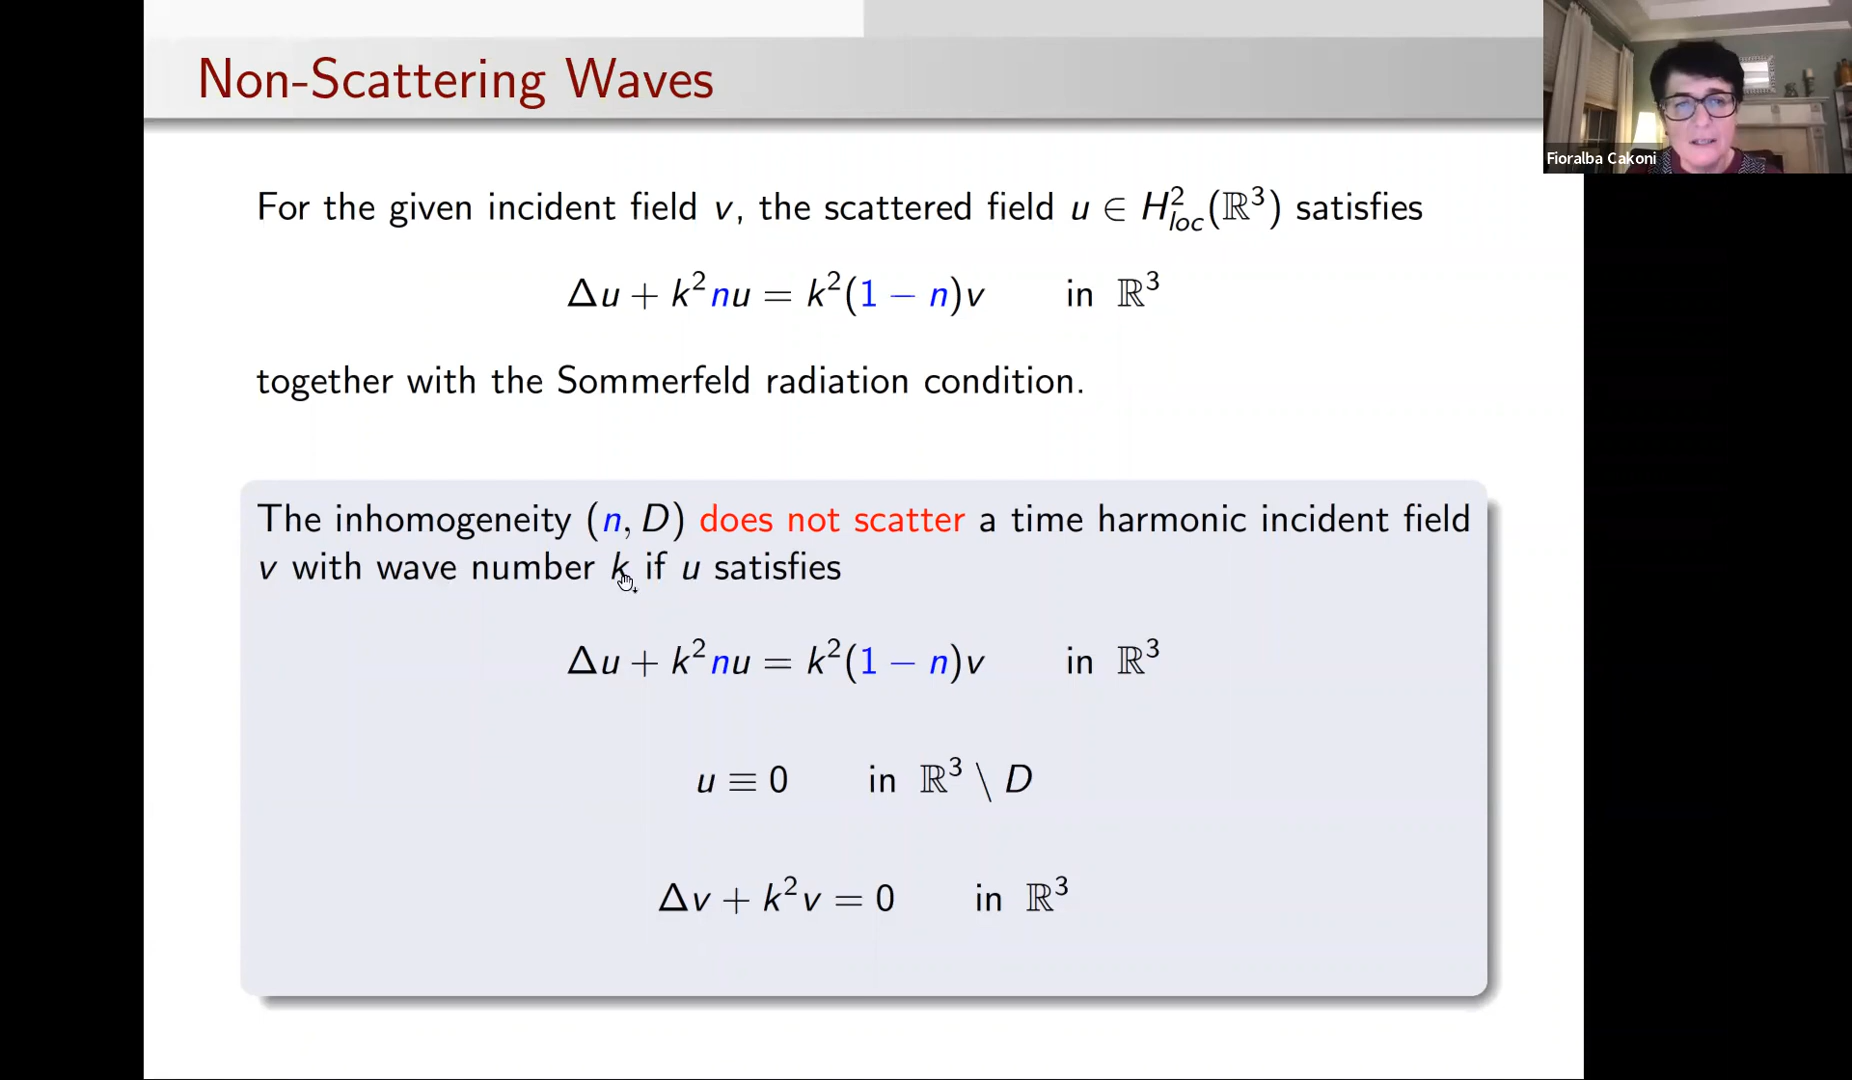 Non-Scattering Waves
Fioralba Cakoni
For the given incident field v, the scattered field u ∈ H²_loc(ℝ³) satisfies
Δu + k²nu = k²(1 − n)v in ℝ³
together with the Sommerfeld radiation condition.
The inhomogeneity (n, D) does not scatter a time harmonic incident field
v with wave number k if u satisfies
Δu + k²nu = k²(1 − n)v in ℝ³
u ≡ 0 in ℝ³ \ D
Δv + k²v = 0 in ℝ³